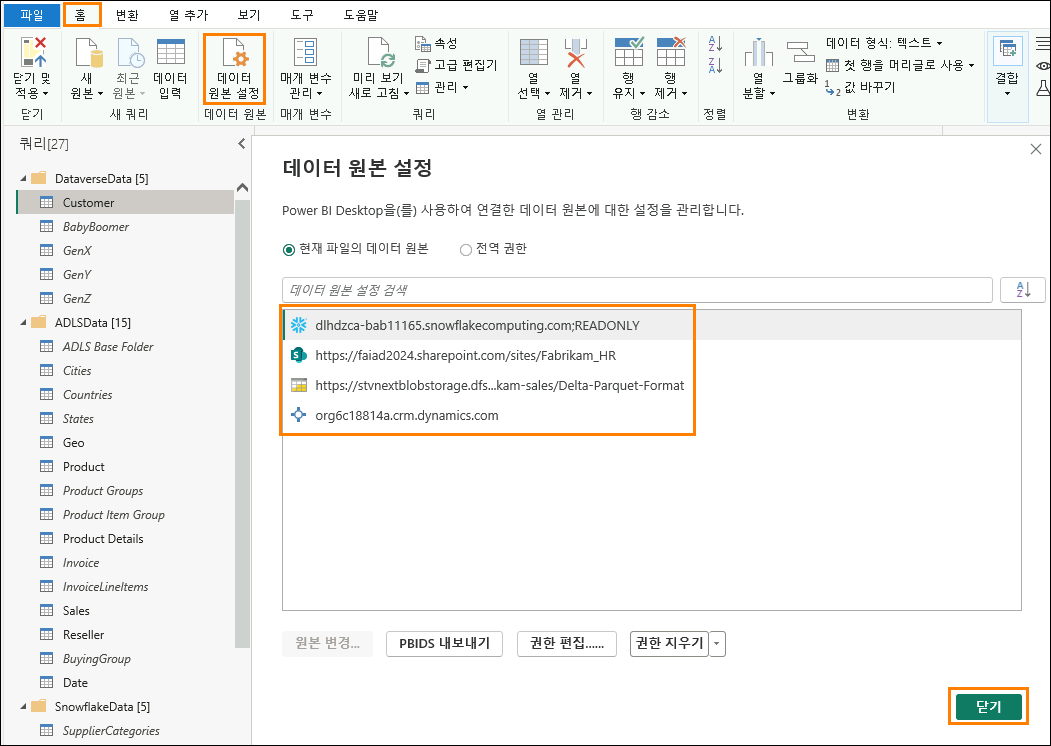 파일 홈 변환 열 추가 보기 도구 도움말
닫기 및
적용
닫기
새
원본
최근
원본
데이터
입력
새 쿼리
데이터
원본 설정
데이터 원본
매개 변수
관리
매개 변수
미리 보기
새로 고침
속성
고급 편집기
관리
쿼리
열
선택
열
제거
열 관리
행
유지
행
제거
행 감소
정렬
열
분할
그룹화
데이터 형식: 텍스트
첫 행을 머리글로 사용
값 바꾸기
변환
결합
쿼리[27]
DataverseData [5]
Customer
BabyBoomer
GenX
GenY
GenZ
ADLSData [15]
ADLS Base Folder
Cities
Countries
States
Geo
Product
Product Groups
Product Item Group
Product Details
Invoice
InvoiceLineItems
Sales
Reseller
BuyingGroup
Date
SnowflakeData [5]
SupplierCategories
데이터 원본 설정
Power BI Desktop을(를) 사용하여 연결한 데이터 원본에 대한 설정을 관리합니다.
현재 파일의 데이터 원본 전역 권한
데이터 원본 설정 검색
dlhdzca-bab11165.snowflakecomputing.com;READONLY
https://faiad2024.sharepoint.com/sites/Fabrikam_HR
https://stvnextblobstorage.dfs...kam-sales/Delta-Parquet-Format
org6c18814a.crm.dynamics.com
원본 변경... PBIDS 내보내기 권한 편집...... 권한 지우기
닫기